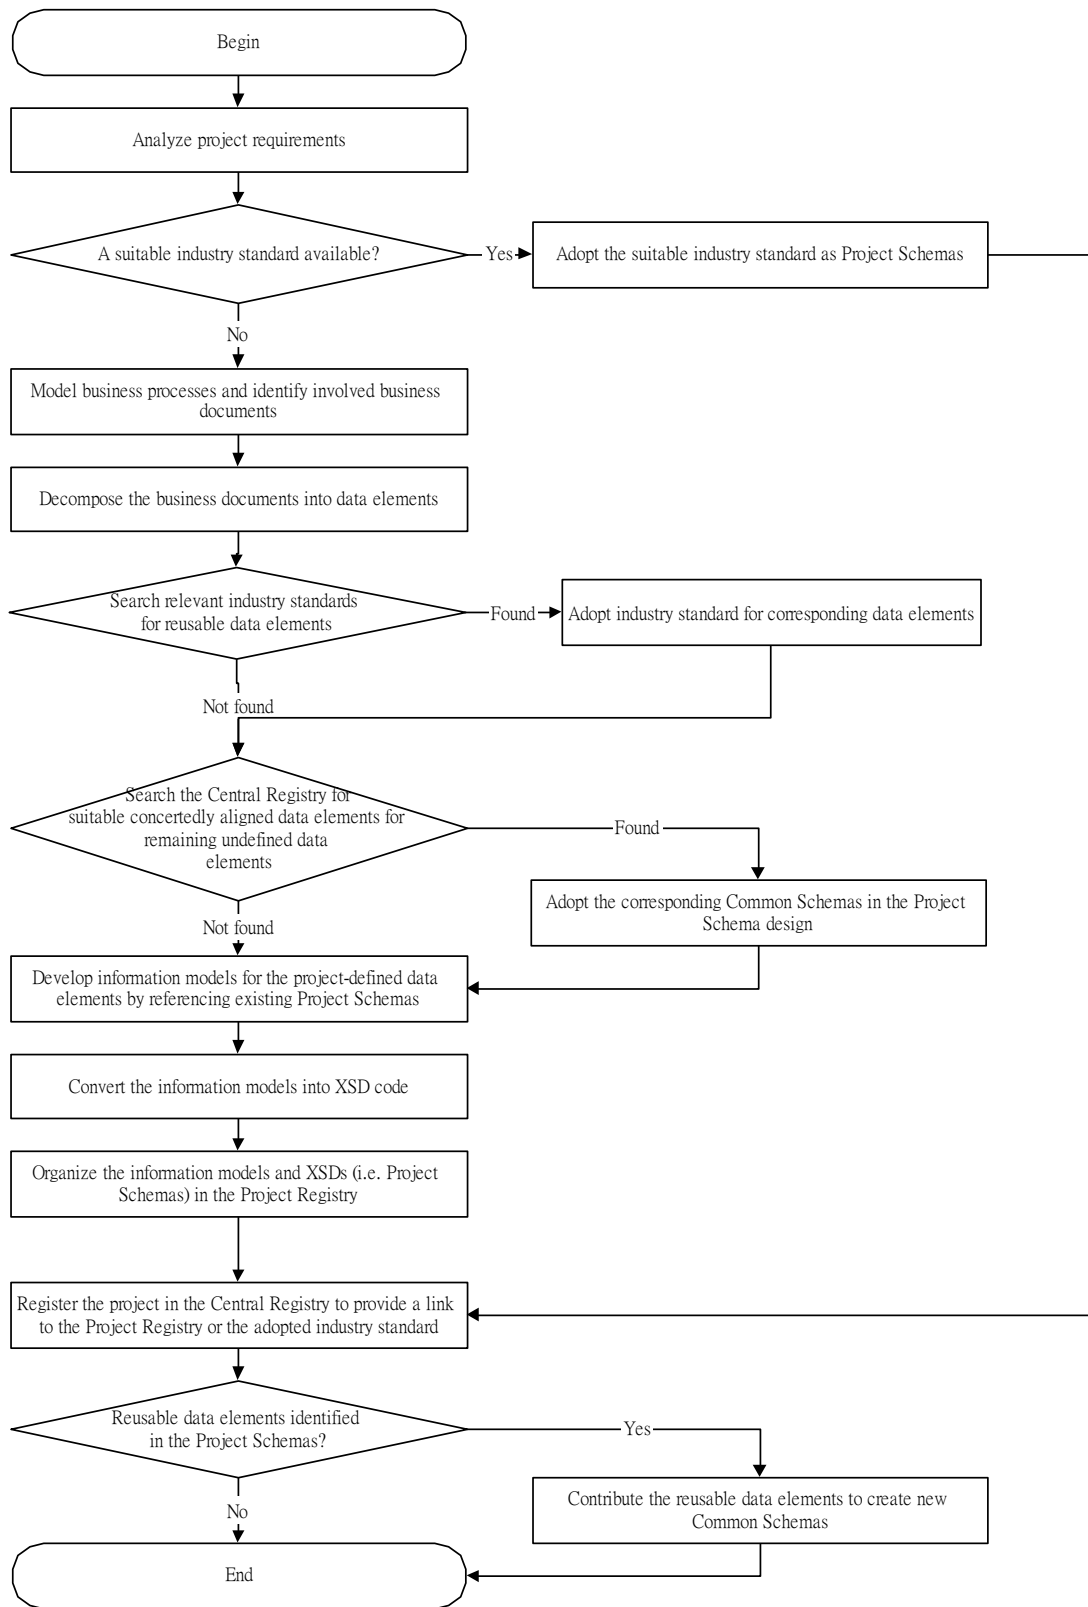 Begin
Analyze project requirements
A suitable industry standard available?
Yes
Adopt the suitable industry standard as Project Schemas
No
Model business processes and identify involved business
documents
Decompose the business documents into data elements
Search relevant industry standards
for reusable data elements
Found
Adopt industry standard for corresponding data elements
Not found
Search the Central Registry for
suitable concertedly aligned data elements for
remaining undefined data
elements
Found
Adopt the corresponding Common Schemas in the Project
Schema design
Not found
Develop information models for the project-defined data
elements by referencing existing Project Schemas
Convert the information models into XSD code
Organize the information models and XSDs (i.e. Project
Schemas) in the Project Registry
Register the project in the Central Registry to provide a link
to the Project Registry or the adopted industry standard
Reusable data elements identified
in the Project Schemas?
Yes
Contribute the reusable data elements to create new
Common Schemas
No
End